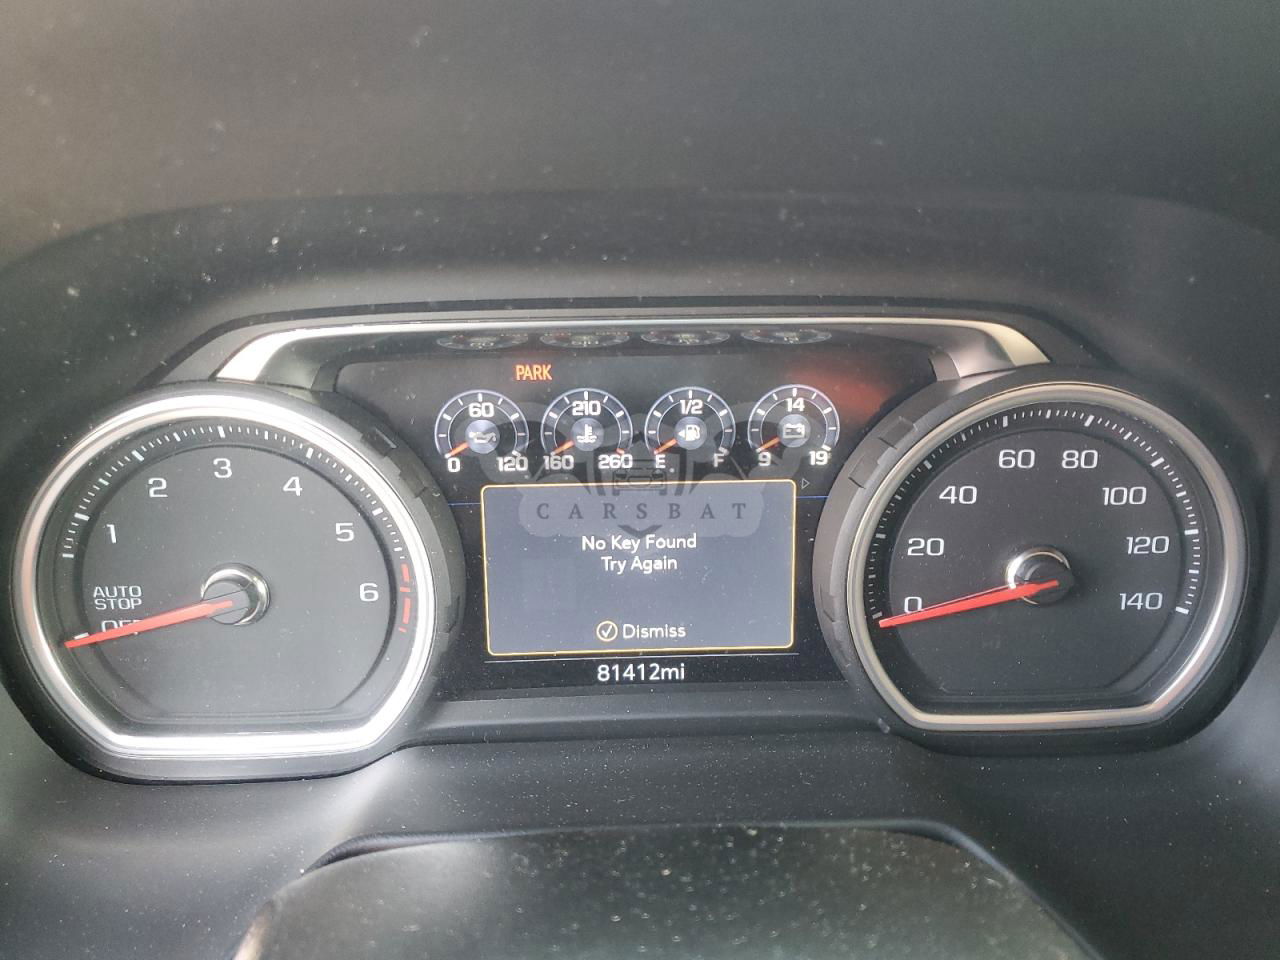 PARK
60
210
1/2
14
0 120
160 260
E F
9 19
1
2
3
4
5
6
AUTO
STOP
CARSBAT
No Key Found
Try Again
Dismiss
81412mi
0
20
40
60
80
100
120
140